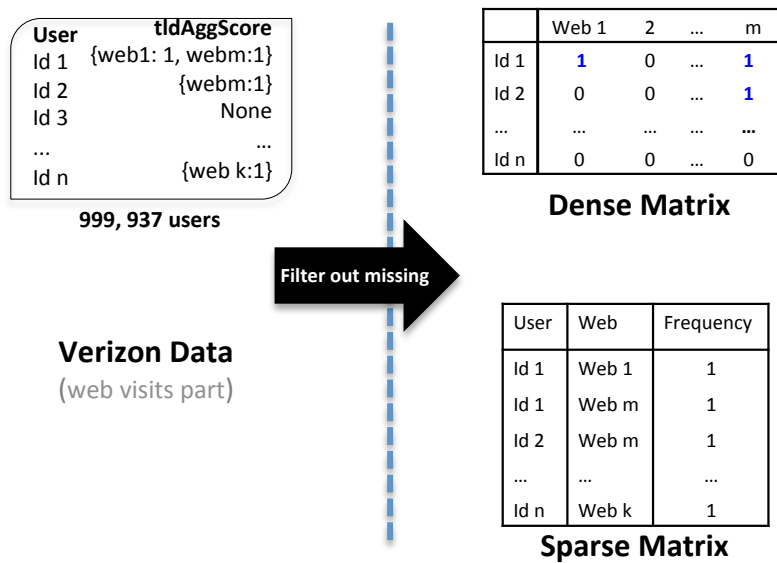 User tldAggScore
Id 1 {web1: 1, webm:1}
Id 2 {webm:1}
Id 3 None
... ...
Id n {web k:1}
999, 937 users
Filter out missing
Verizon Data
(web visits part)
Web 1 2 ... m
Id 1 1 0 ... 1
Id 2 0 0 ... 1
... ... ... ... ...
Id n 0 0 ... 0
Dense Matrix
User Web Frequency
Id 1 Web 1 1
Id 1 Web m 1
Id 2 Web m 1
... ... ...
Id n Web k 1
Sparse Matrix